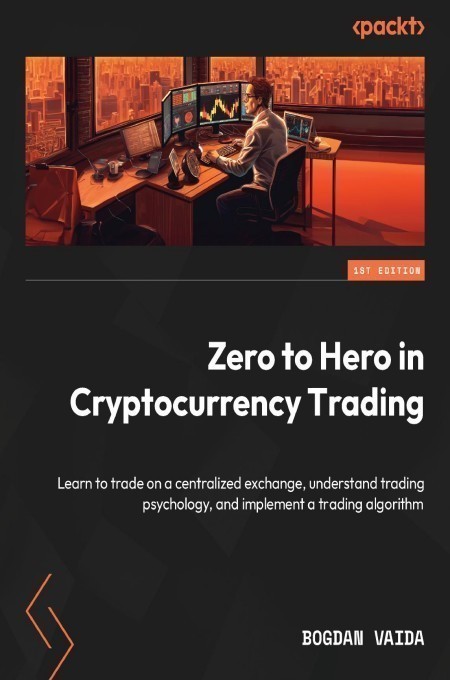 <packt>
1ST EDITION
Zero to Hero in
Cryptocurrency Trading
Learn to trade on a centralized exchange, understand trading
psychology, and implement a trading algorithm
BOGDAN VAIDA